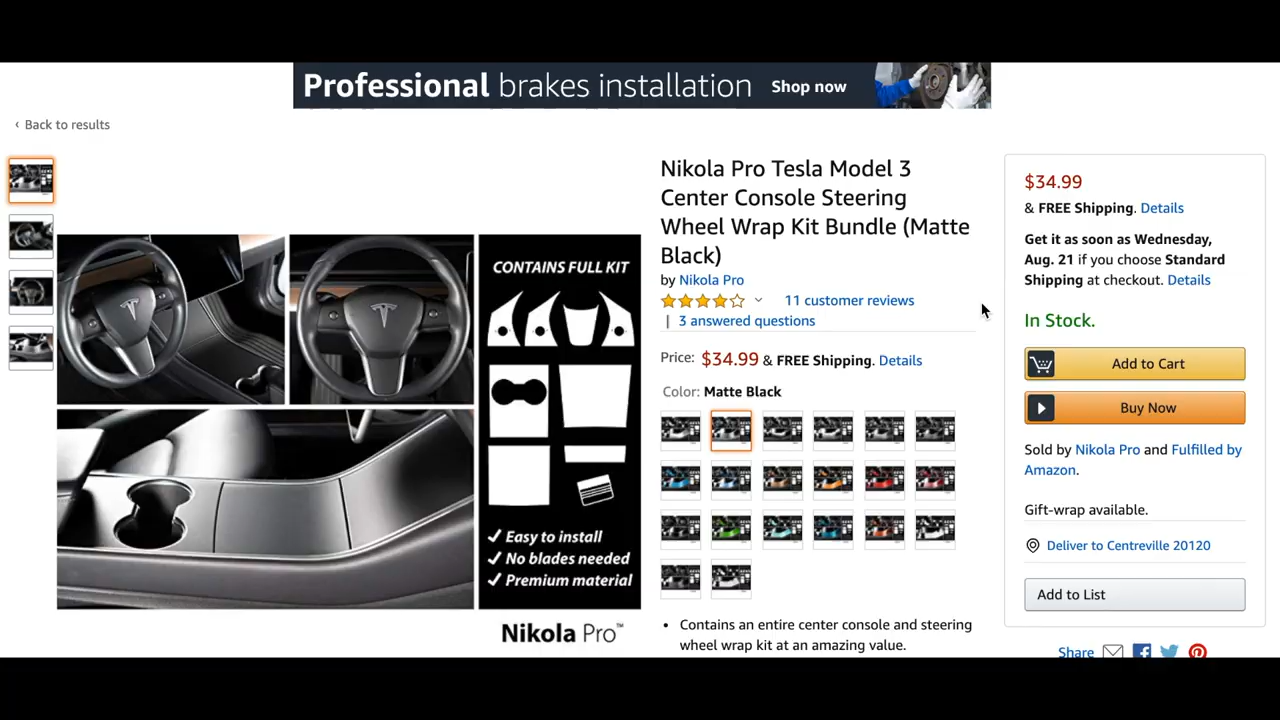 Professional brakes installation Shop now
‹ Back to results
CONTAINS FULL KIT
✓ Easy to install
✓ No blades needed
✓ Premium material
Nikola Pro™
Nikola Pro Tesla Model 3
Center Console Steering
Wheel Wrap Kit Bundle (Matte
Black)
by Nikola Pro
11 customer reviews
| 3 answered questions
Price: $34.99 & FREE Shipping. Details
Color: Matte Black
• Contains an entire center console and steering
wheel wrap kit at an amazing value.
$34.99
& FREE Shipping. Details
Get it as soon as Wednesday,
Aug. 21 if you choose Standard
Shipping at checkout. Details
In Stock.
Add to Cart
Buy Now
Sold by Nikola Pro and Fulfilled by
Amazon.
Gift-wrap available.
Deliver to Centreville 20120
Add to List
Share